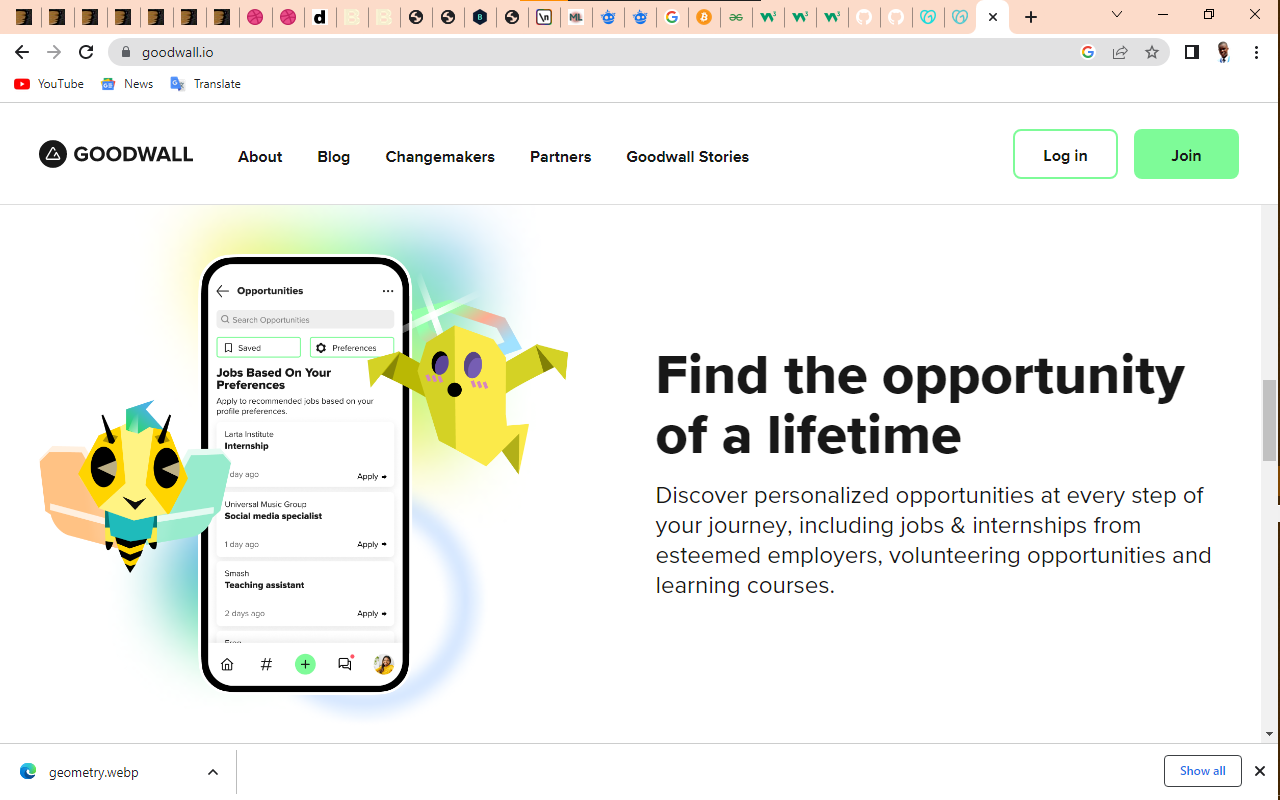 goodwall.io
YouTube
News
Translate
GOODWALL
About
Blog
Changemakers
Partners
Goodwall Stories
Log in
Join
Opportunities
Search Opportunities
Saved
Preferences
Jobs Based On Your
Preferences
Apply to recommended jobs based on your
profile preferences.
Larta Institute
Internship
day ago
Apply
Universal Music Group
Social media specialist
1 day ago
Apply
Smash
Teaching assistant
2 days ago
Apply
Find the opportunity
of a lifetime
Discover personalized opportunities at every step of
your journey, including jobs & internships from
esteemed employers, volunteering opportunities and
learning courses.
geometry.webp
Show all